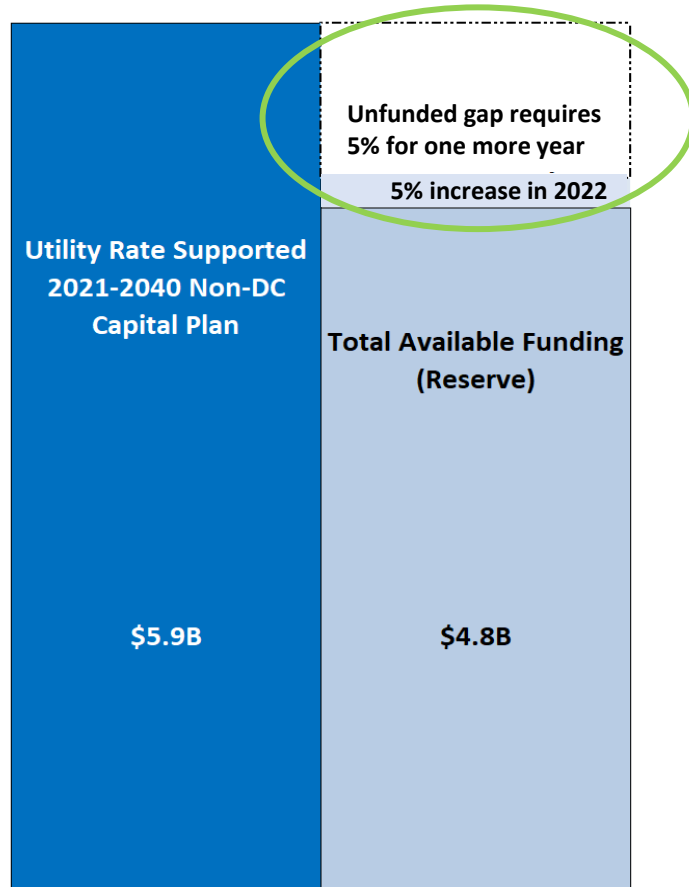 Unfunded gap requires
5% for one more year
5% increase in 2022
Utility Rate Supported
2021-2040 Non-DC
Capital Plan
Total Available Funding
(Reserve)
$5.9B
$4.8B